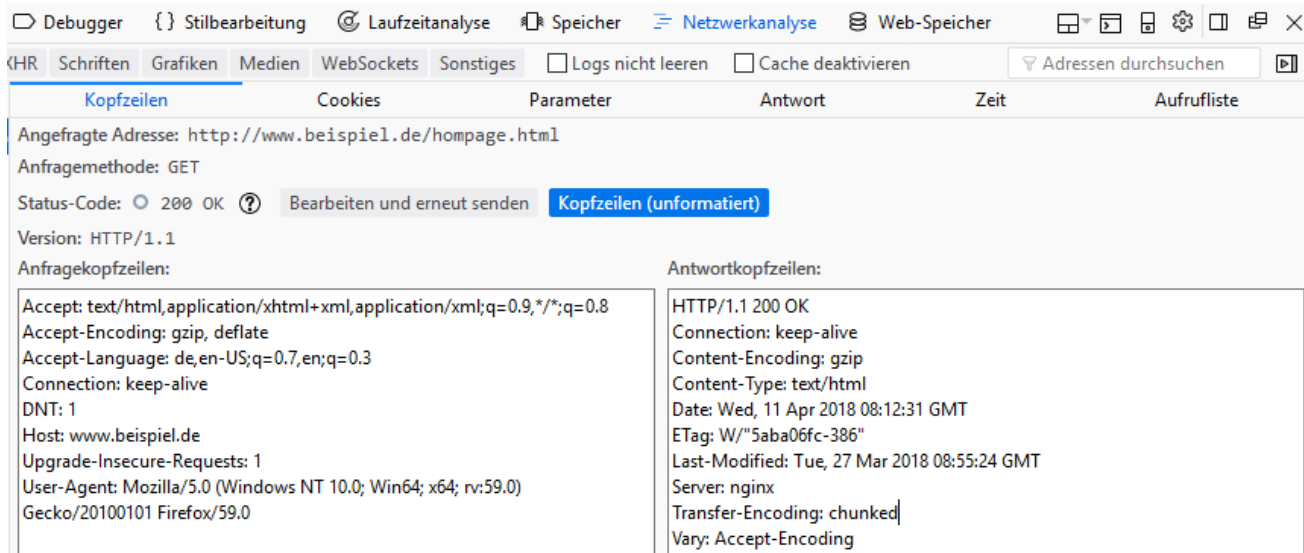 Debugger { } Stilbearbeitung Laufzeitanalyse Speicher Netzwerkanalyse Web-Speicher
XHR Schriften Grafiken Medien WebSockets Sonstiges Logs nicht leeren Cache deaktivieren Adressen durchsuchen
Kopfzeilen Cookies Parameter Antwort Zeit Aufrufliste
Angefragte Adresse: http://www.beispiel.de/hompage.html
Anfragemethode: GET
Status-Code: 200 OK ? Bearbeiten und erneut senden Kopfzeilen (unformatiert)
Version: HTTP/1.1
Anfragekopfzeilen:
Accept: text/html,application/xhtml+xml,application/xml;q=0.9,*/*;q=0.8
Accept-Encoding: gzip, deflate
Accept-Language: de,en-US;q=0.7,en;q=0.3
Connection: keep-alive
DNT: 1
Host: www.beispiel.de
Upgrade-Insecure-Requests: 1
User-Agent: Mozilla/5.0 (Windows NT 10.0; Win64; x64; rv:59.0)
Gecko/20100101 Firefox/59.0
Antwortkopfzeilen:
HTTP/1.1 200 OK
Connection: keep-alive
Content-Encoding: gzip
Content-Type: text/html
Date: Wed, 11 Apr 2018 08:12:31 GMT
ETag: W/"5aba06fc-386"
Last-Modified: Tue, 27 Mar 2018 08:55:24 GMT
Server: nginx
Transfer-Encoding: chunked
Vary: Accept-Encoding